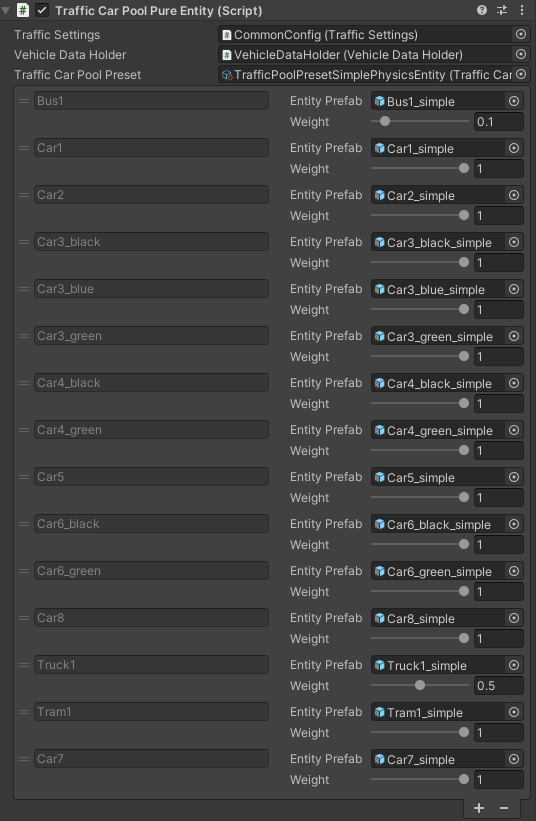 Traffic Car Pool Pure Entity (Script)
Traffic Settings CommonConfig (Traffic Settings)
Vehicle Data Holder VehicleDataHolder (Vehicle Data Holder)
Traffic Car Pool Preset TrafficPoolPresetSimplePhysicsEntity (Traffic Car
Bus1 Entity Prefab Bus1_simple
Weight 0.1
Car1 Entity Prefab Car1_simple
Weight 1
Car2 Entity Prefab Car2_simple
Weight 1
Car3_black Entity Prefab Car3_black_simple
Weight 1
Car3_blue Entity Prefab Car3_blue_simple
Weight 1
Car3_green Entity Prefab Car3_green_simple
Weight 1
Car4_black Entity Prefab Car4_black_simple
Weight 1
Car4_green Entity Prefab Car4_green_simple
Weight 1
Car5 Entity Prefab Car5_simple
Weight 1
Car6_black Entity Prefab Car6_black_simple
Weight 1
Car6_green Entity Prefab Car6_green_simple
Weight 1
Car8 Entity Prefab Car8_simple
Weight 1
Truck1 Entity Prefab Truck1_simple
Weight 0.5
Tram1 Entity Prefab Tram1_simple
Weight 1
Car7 Entity Prefab Car7_simple
Weight 1